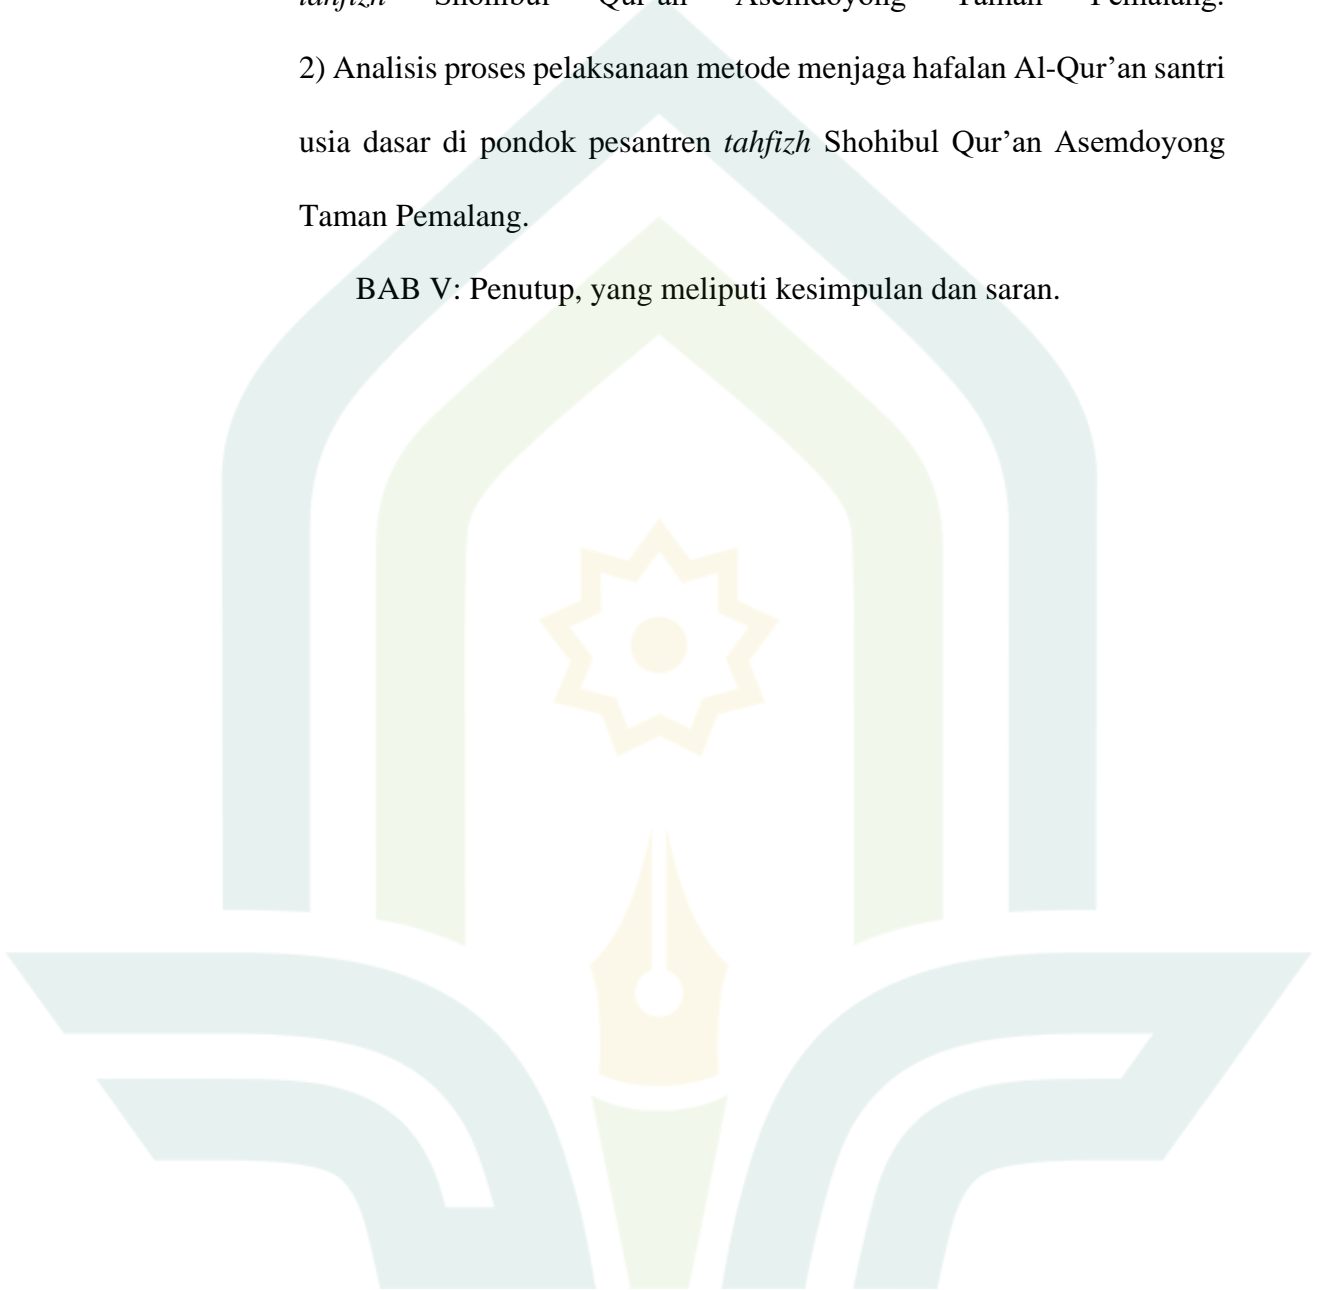 tahfizh Shohibul Qur’an Asemdoyong Taman Pemalang.
2) Analisis proses pelaksanaan metode menjaga hafalan Al-Qur’an santri
usia dasar di pondok pesantren tahfizh Shohibul Qur’an Asemdoyong
Taman Pemalang.
BAB V: Penutup, yang meliputi kesimpulan dan saran.